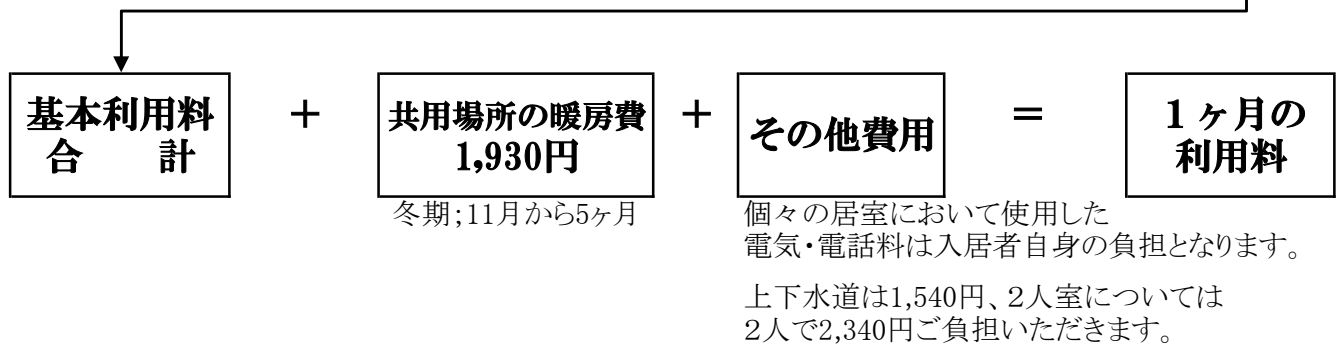 基本利用料
合　　計
＋
共用場所の暖房費
1,930円
＋
その他費用
＝
１ヶ月の
利用料
冬期；11月から5ヶ月
個々の居室において使用した
電気・電話料は入居者自身の負担となります。
上下水道は1,540円、２人室については
２人で2,340円ご負担いただきます。